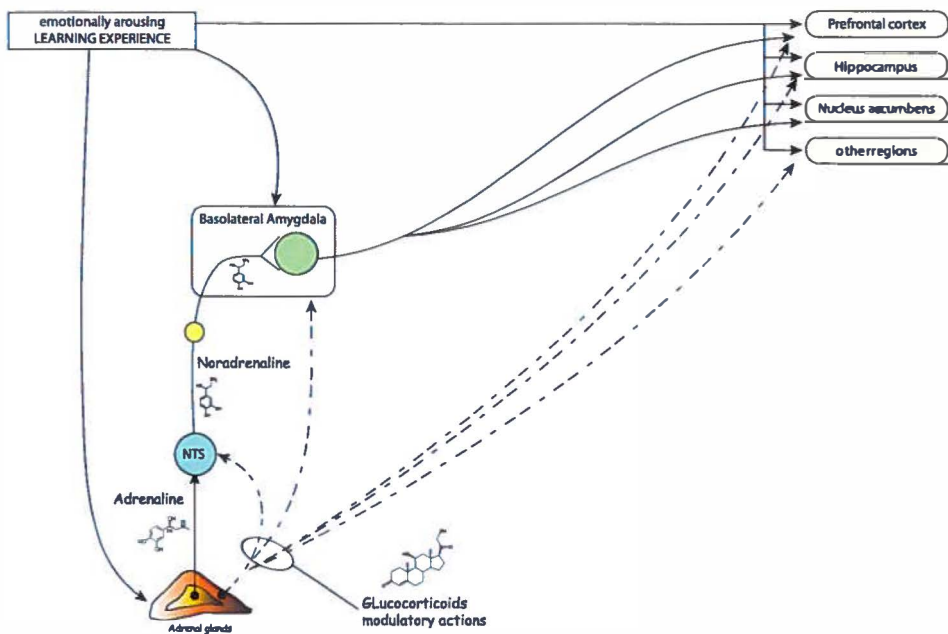 emotionally arousing
LEARNING EXPERIENCE
Prefrontal cortex
Hippocampus
Nucleus accumbens
otherregions
Basolateral Amygdala
Noradrenaline
NTS
Adrenaline
GLucocorticoids
modulatory actions
Adrenal glands